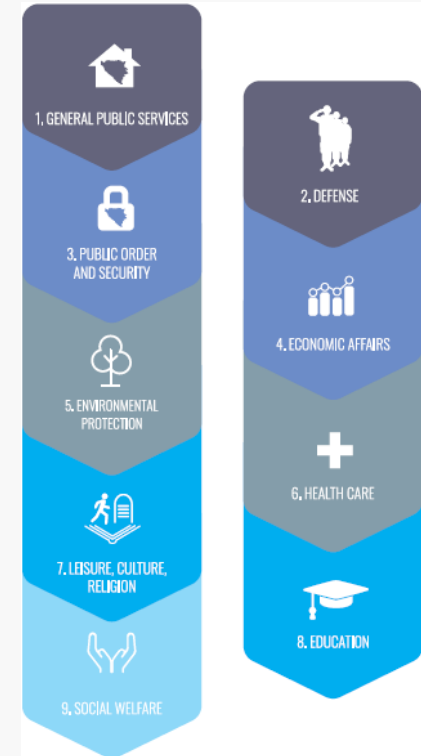 1. GENERAL PUBLIC SERVICES
2. DEFENSE
3. PUBLIC ORDER
AND SECURITY
4. ECONOMIC AFFAIRS
5. ENVIRONMENTAL
PROTECTION
6. HEALTH CARE
7. LEISURE, CULTURE,
RELIGION
8. EDUCATION
9. SOCIAL WELFARE